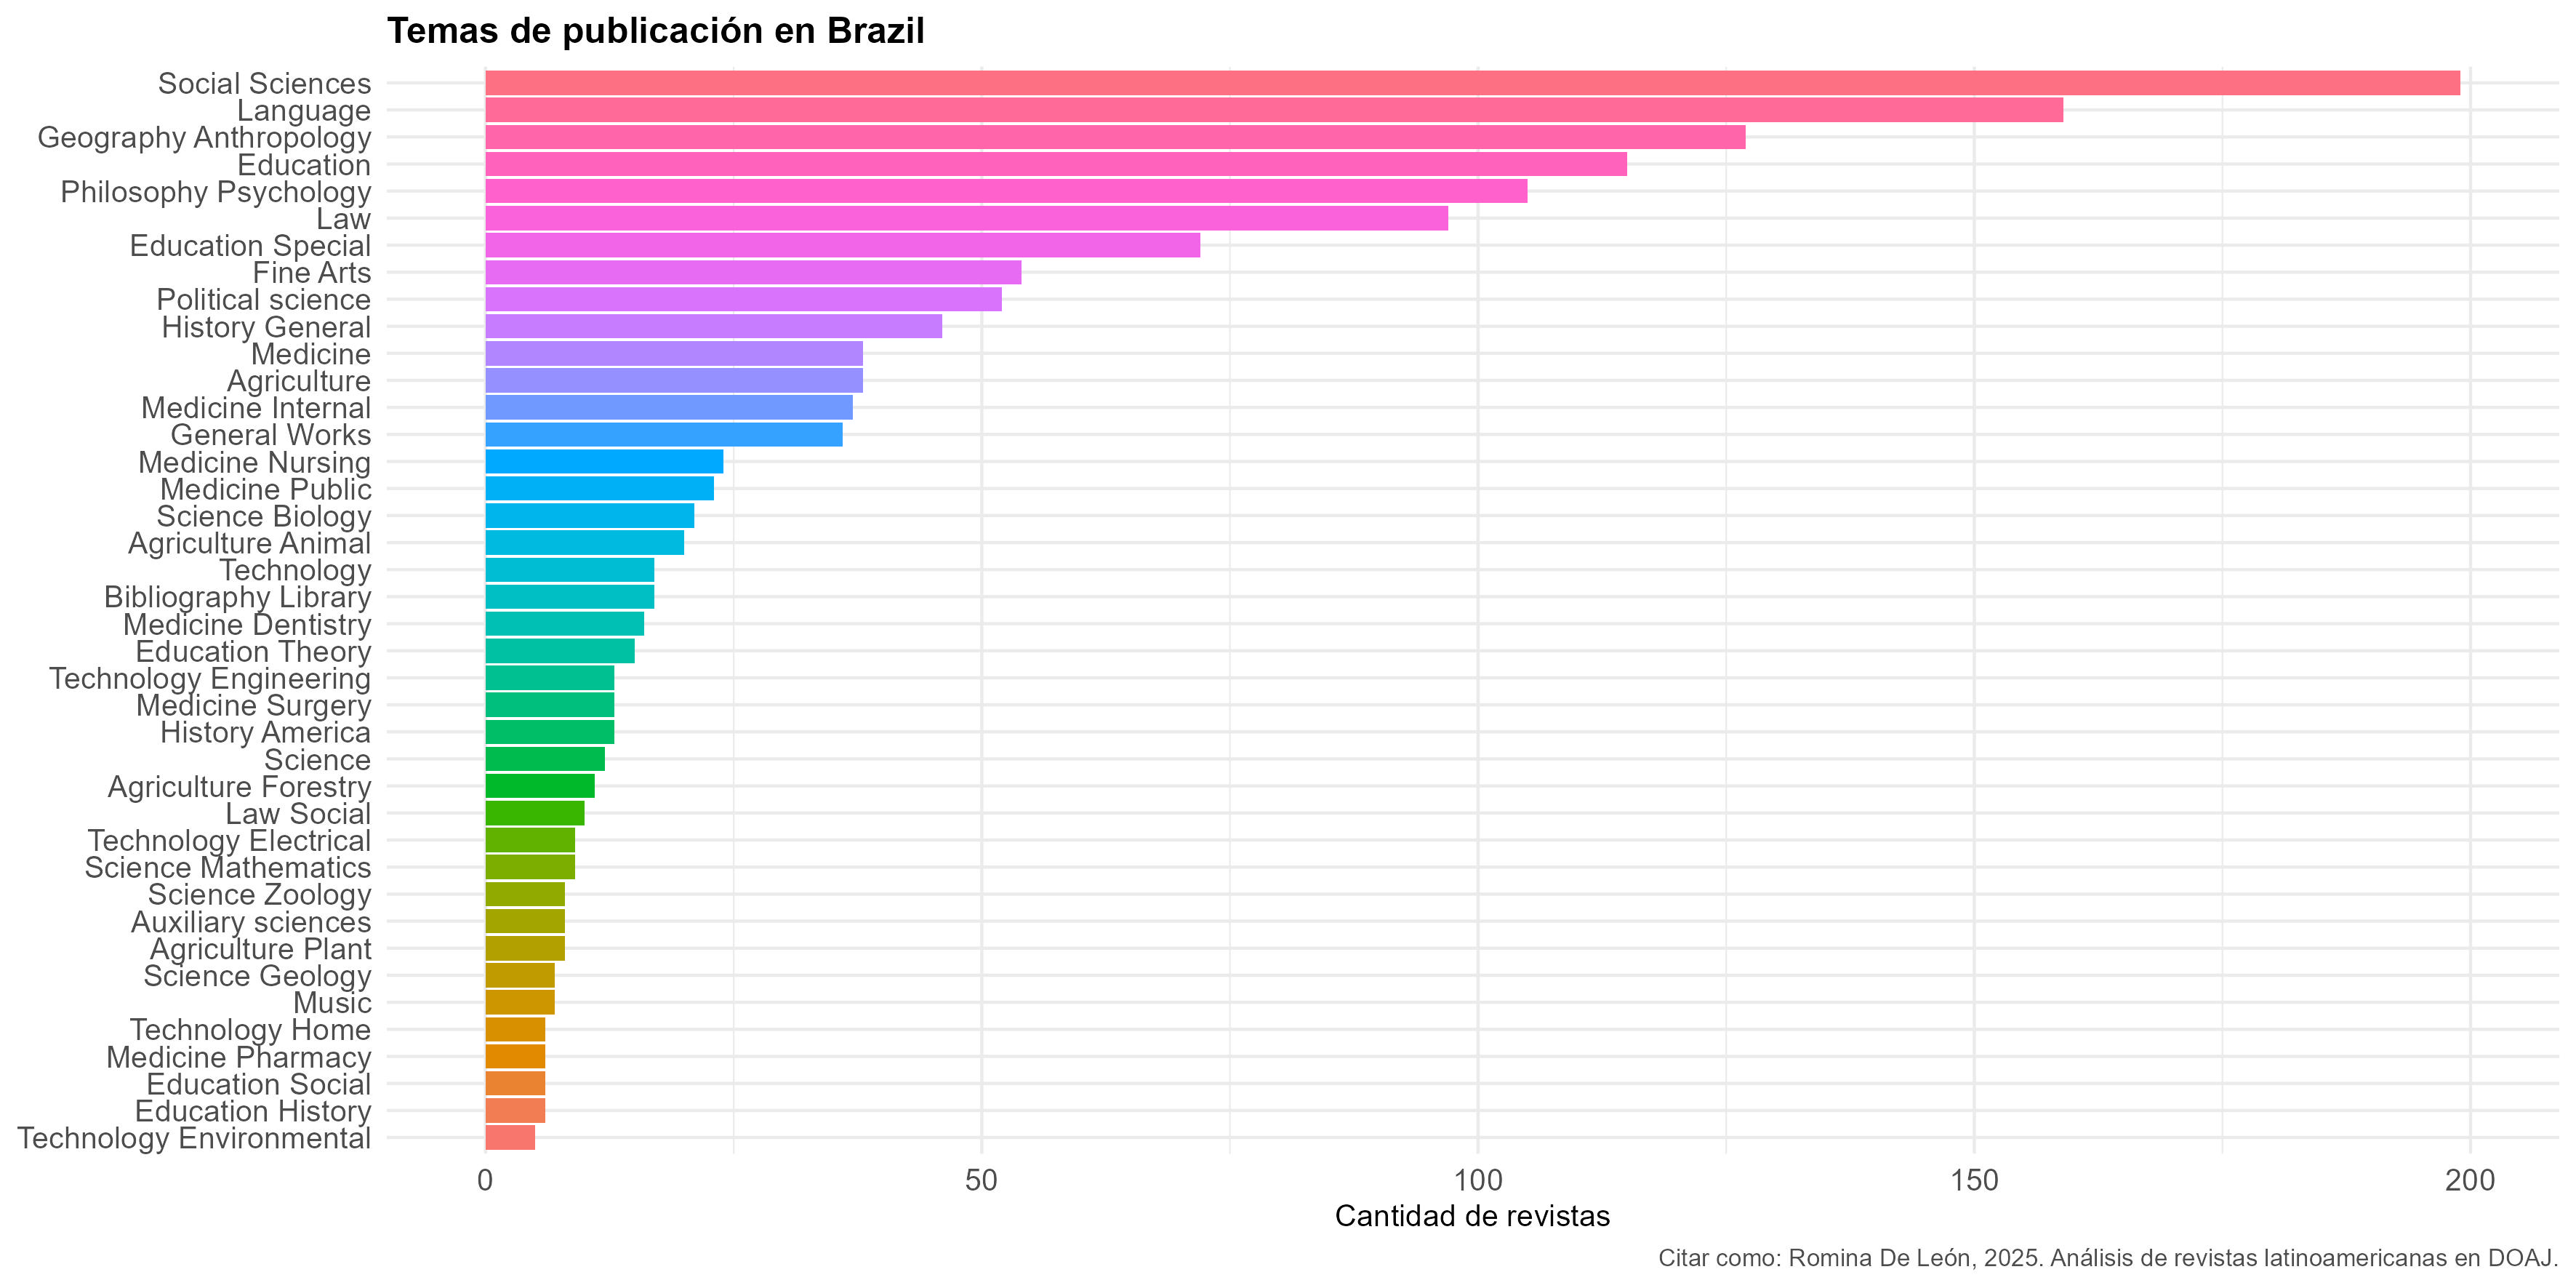 Temas de publicación en Brazil
Social Sciences
Language
Geography Anthropology
Education
Philosophy Psychology
Law
Education Special
Fine Arts
Political science
History General
Medicine
Agriculture
Medicine Internal
General Works
Medicine Nursing
Medicine Public
Science Biology
Agriculture Animal
Technology
Bibliography Library
Medicine Dentistry
Education Theory
Technology Engineering
Medicine Surgery
History America
Science
Agriculture Forestry
Law Social
Technology Electrical
Science Mathematics
Science Zoology
Auxiliary sciences
Agriculture Plant
Science Geology
Music
Technology Home
Medicine Pharmacy
Education Social
Education History
Technology Environmental
0 50 100 150 200
Cantidad de revistas
Citar como: Romina De León, 2025. Análisis de revistas latinoamericanas en DOAJ.